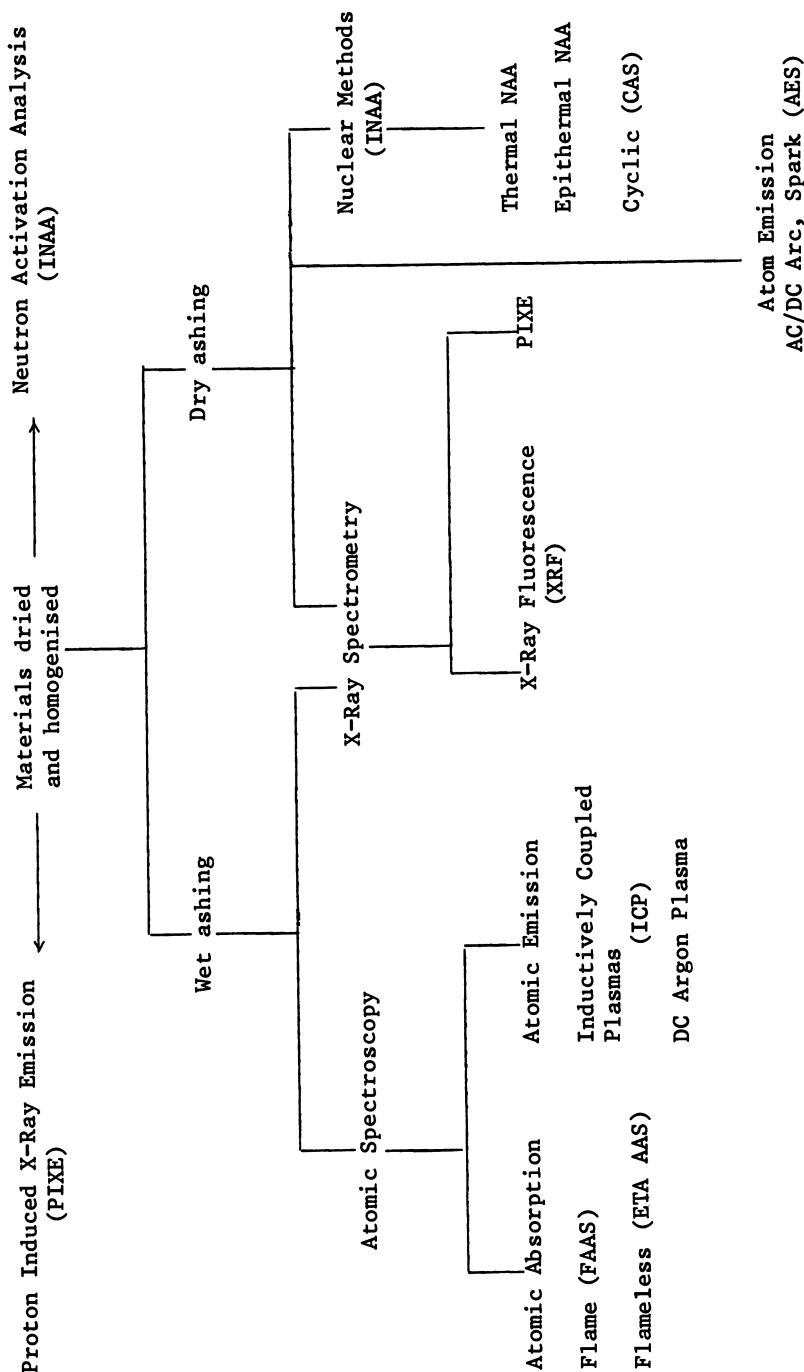 Proton Induced X-Ray Emission
(PIXE)
Materials dried
and homogenised
Neutron Activation Analysis
(INAA)
Wet ashing
Dry ashing
Atomic Spectroscopy
X-Ray Spectrometry
Nuclear Methods
(INAA)
Atomic Absorption
Flame (FAAS)
Flameless (ETA AAS)
Atomic Emission
Inductively Coupled
Plasmas (ICP)
DC Argon Plasma
X-Ray Fluorescence
(XRF)
PIXE
Thermal NAA
Epithermal NAA
Cyclic (CAS)
Atom Emission
AC/DC Arc, Spark (AES)